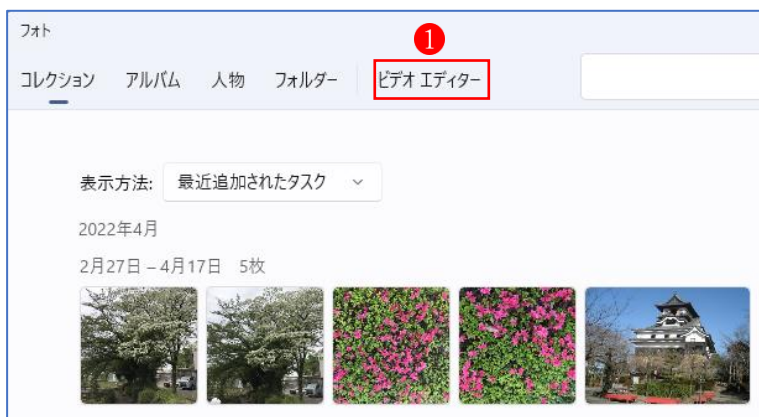 フォト
1
コレクション アルバム 人物 フォルダー ビデオ エディター
表示方法: 最近追加されたタスク
2022年4月
2月27日 – 4月17日 5枚